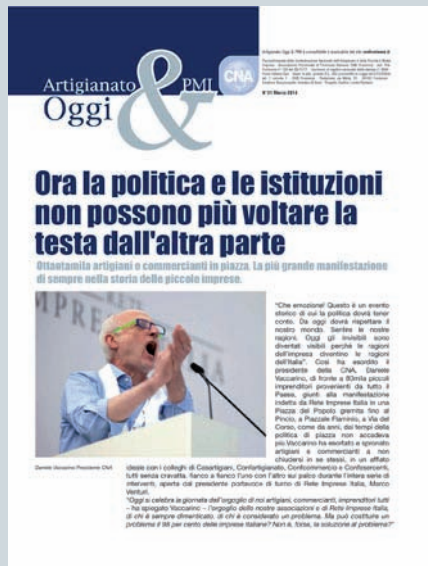 Artigianato
& PMI
Oggi
CNA
N°01 Marzo 2014
Ora la politica e le istituzioni
non possono più voltare la
testa dall'altra parte
Ottantamila artigiani e commercianti in piazza. La più grande manifestazione
di sempre nella storia delle piccole imprese.
MPRE
"Che emozione! Questo è un evento
storico di cui la politica dovrà tener
conto. Da oggi dovrà rispettare il
nostro mondo. Sentire le nostre
ragioni. Oggi gli invisibili sono
diventati visibili perchè le ragioni
dell'impresa diventino le ragioni
dell'Italia". Così ha esordito il
presidente della CNA, Daniele
Vaccarino, di fronte a 80mila piccoli
imprenditori provenienti da tutto il
Paese, giunti alla manifestazione
indetta da Rete Imprese Italia in una
Piazza del Popolo gremita fino al
Pincio, a Piazzale Flaminio, a Via del
Corso, come da anni, dai tempi della
politica di piazza non accadeva
più.Vaccarino ha esortato e spronato
artigiani e commercianti a non
chiudersi in se stessi, in un affiato
Daniele Vaccarino Presidente CNA
ideale con i colleghi di Casartigiani, Confartigianato, Confcommercio e Confesercenti,
tutti senza cravatta, fianco a fianco l'uno con l'altro sul palco durante l'intera serie di
interventi, aperta dal presidente portavoce di turno di Rete Imprese Italia, Marco
Venturi.
"Oggi si celebra la giornata dell'orgoglio di noi artigiani, commercianti, imprenditori tutti
– ha spiegato Vaccarino – l'orgoglio delle nostre associazioni e di Rete Imprese Italia,
di chi è sempre dimenticato, di chi è considerato un problema. Ma può costituire un
problema il 98 per cento delle imprese italiane? Non è, forse, la soluzione al problema?"